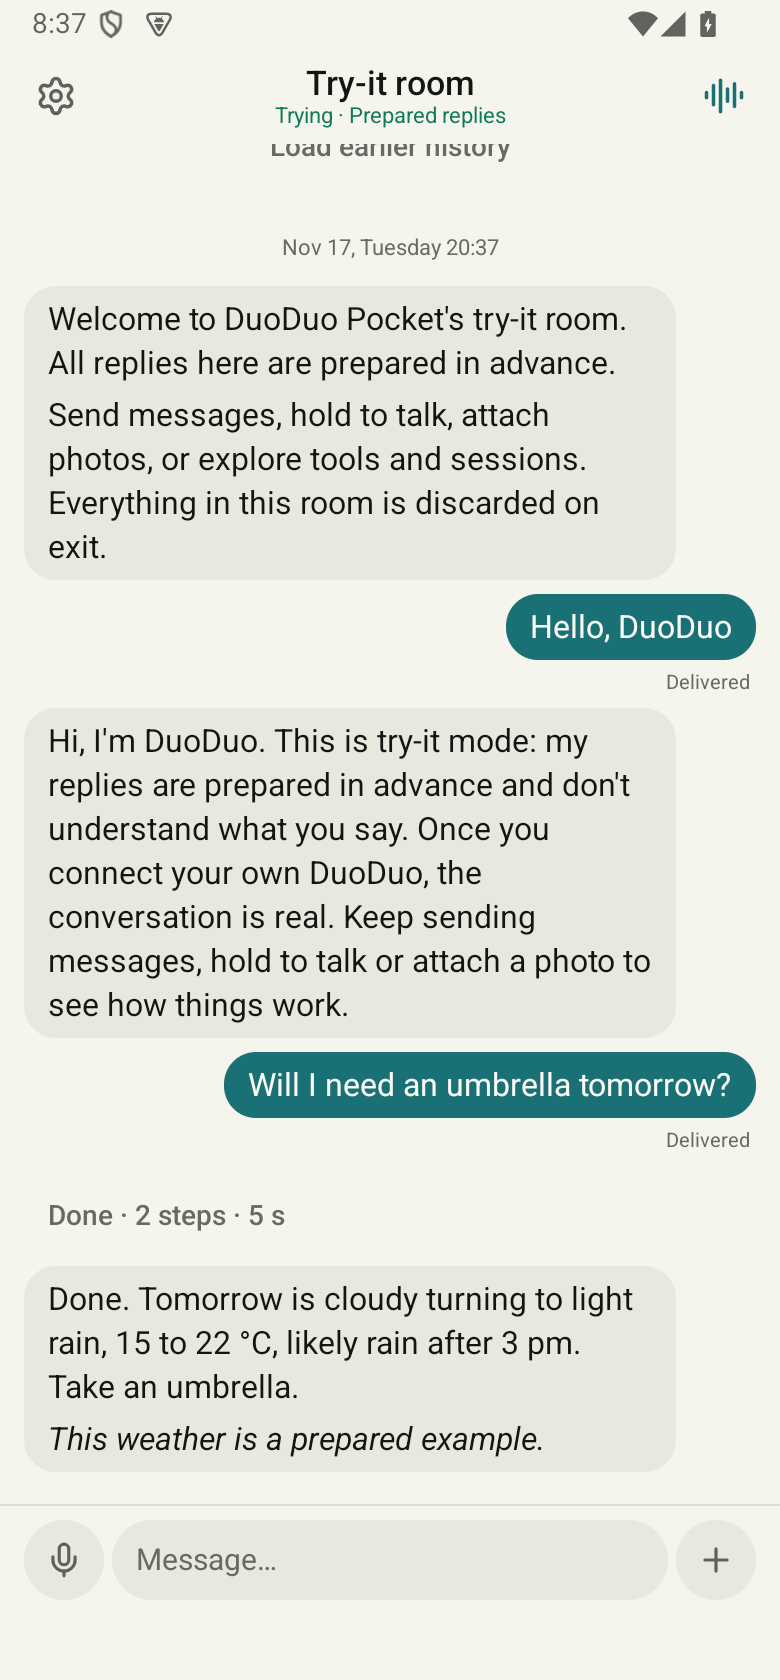 8:37
Try-it room
Trying · Prepared replies
Load earlier history
Nov 17, Tuesday 20:37
Welcome to DuoDuo Pocket's try-it room.
All replies here are prepared in advance.
Send messages, hold to talk, attach
photos, or explore tools and sessions.
Everything in this room is discarded on
exit.
Hello, DuoDuo
Delivered
Hi, I'm DuoDuo. This is try-it mode: my
replies are prepared in advance and don't
understand what you say. Once you
connect your own DuoDuo, the
conversation is real. Keep sending
messages, hold to talk or attach a photo to
see how things work.
Will I need an umbrella tomorrow?
Delivered
Done · 2 steps · 5 s
Done. Tomorrow is cloudy turning to light
rain, 15 to 22 °C, likely rain after 3 pm.
Take an umbrella.
This weather is a prepared example.
Message…